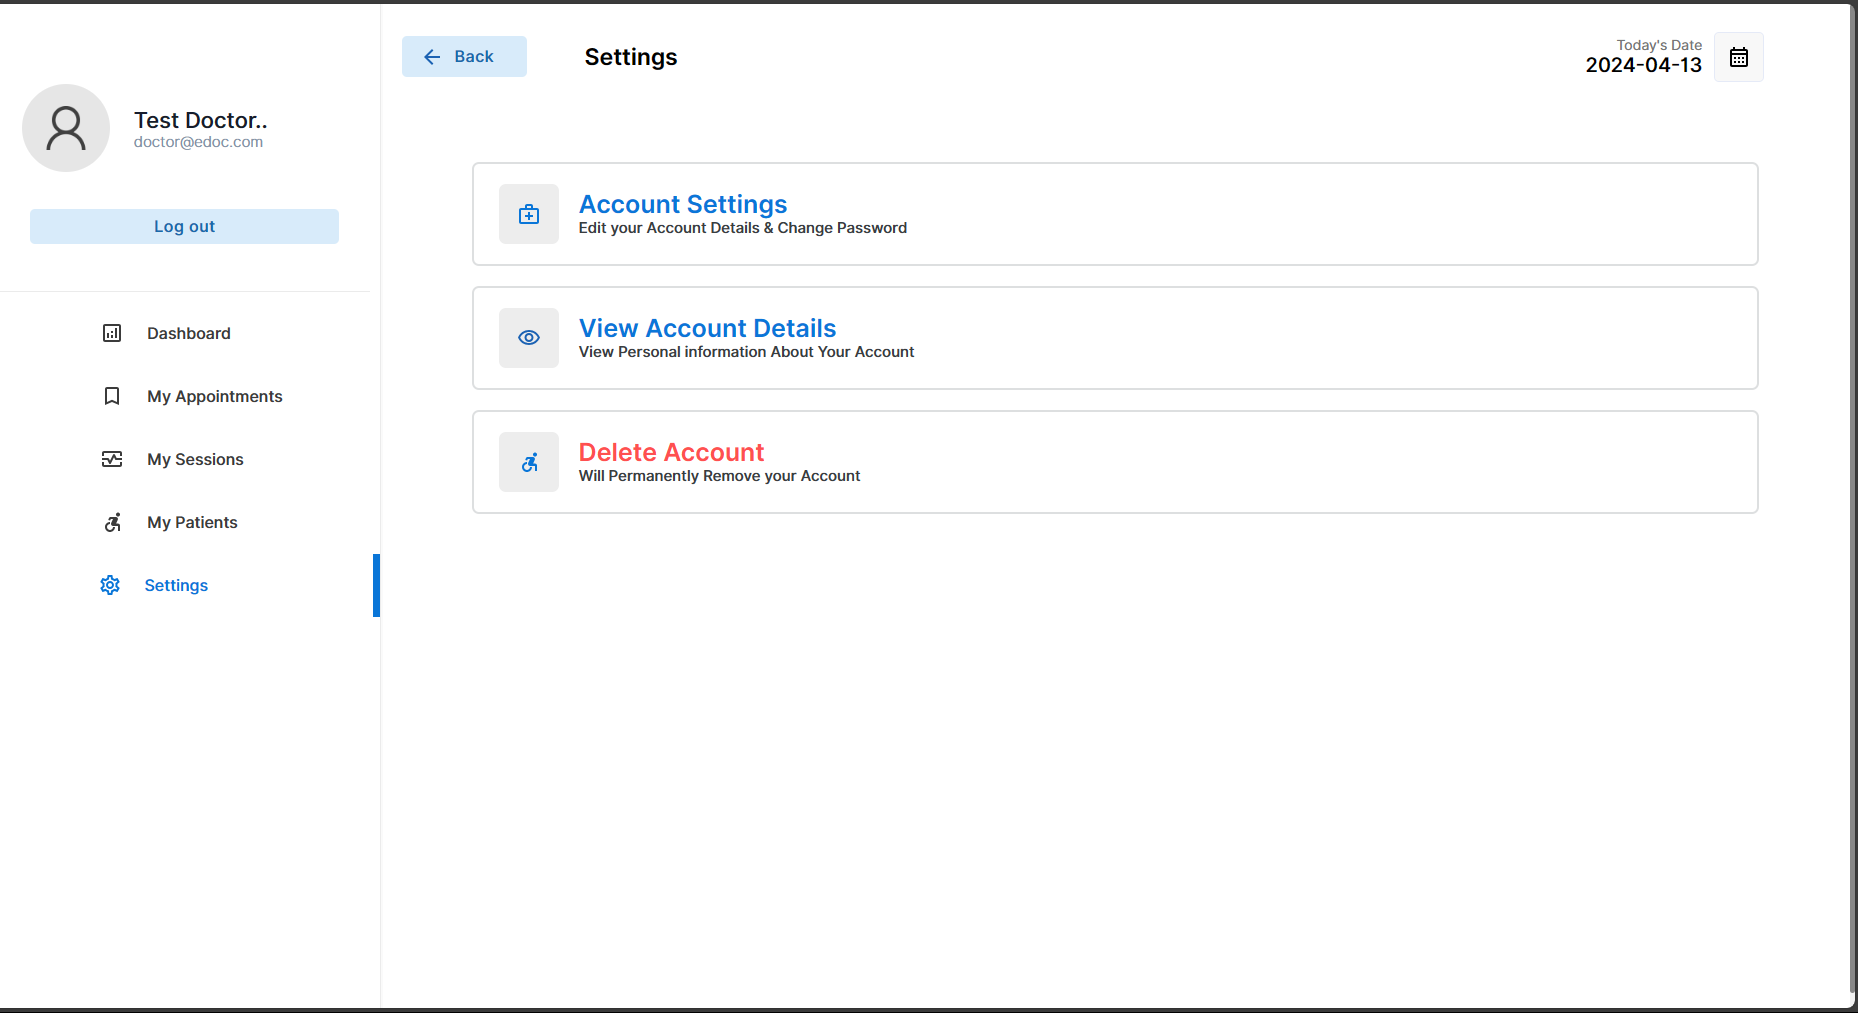 Back
Settings
Today's Date
2024-04-13
Test Doctor..
doctor@edoc.com
Log out
Dashboard
My Appointments
My Sessions
My Patients
Settings
Account Settings
Edit your Account Details & Change Password
View Account Details
View Personal information About Your Account
Delete Account
Will Permanently Remove your Account